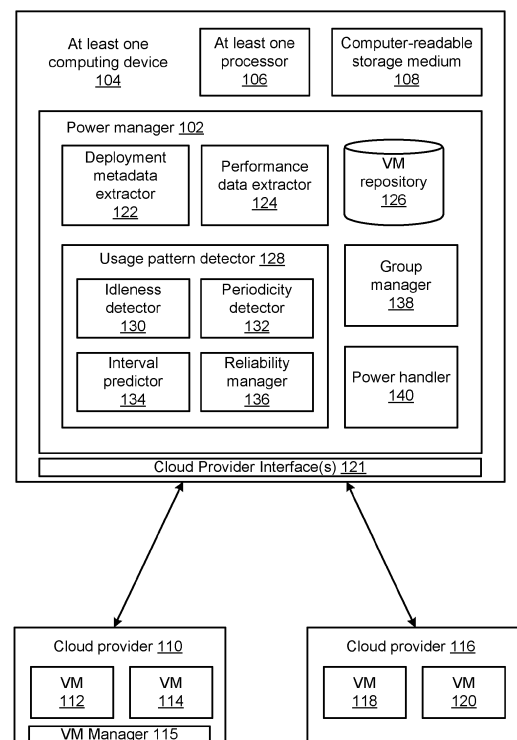 At least one
computing device
104
At least one
processor
106
Computer-readable
storage medium
108
Power manager 102
Deployment
metadata
extractor
122
Performance
data extractor
124
VM
repository
126
Usage pattern detector 128
Idleness
detector
130
Periodicity
detector
132
Interval
predictor
134
Reliability
manager
136
Group
manager
138
Power handler
140
Cloud Provider Interface(s) 121
Cloud provider 110
VM
112
VM
114
VM Manager 115
Cloud provider 116
VM
118
VM
120